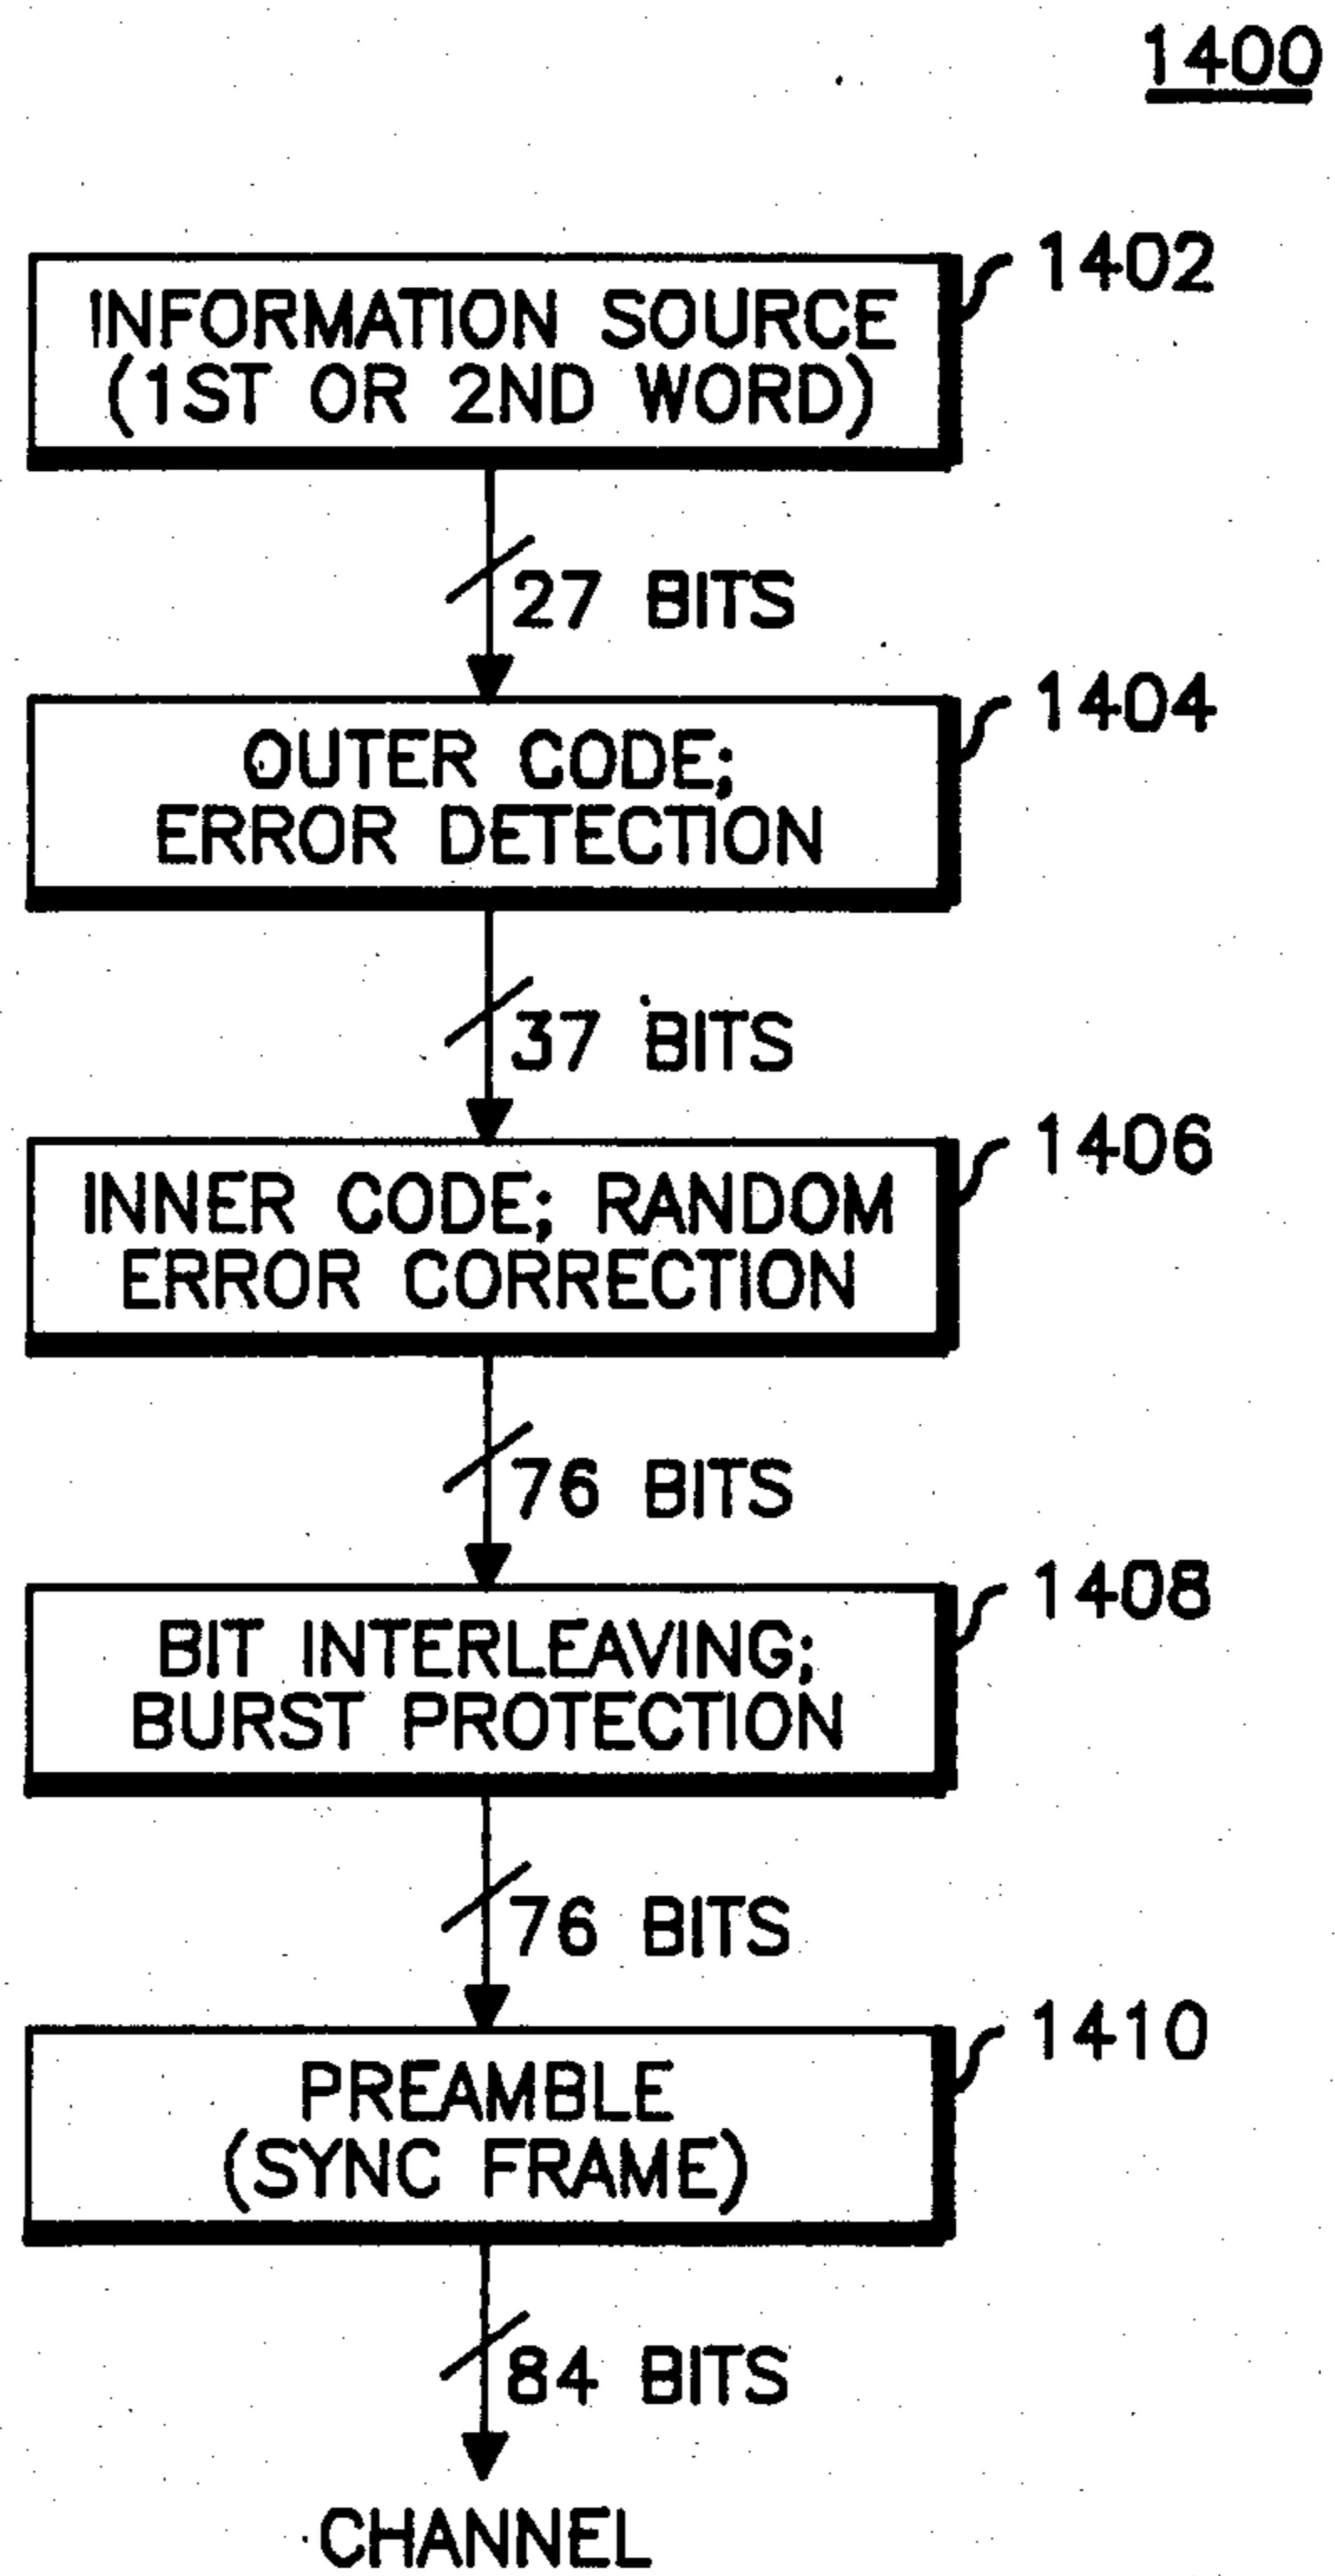 1400
INFORMATION SOURCE
(1ST OR 2ND WORD)
1402
27 BITS
OUTER CODE;
ERROR DETECTION
1404
37 BITS
INNER CODE; RANDOM
ERROR CORRECTION
1406
76 BITS
BIT INTERLEAVING;
BURST PROTECTION
1408
76 BITS
PREAMBLE
(SYNC FRAME)
1410
84 BITS
CHANNEL